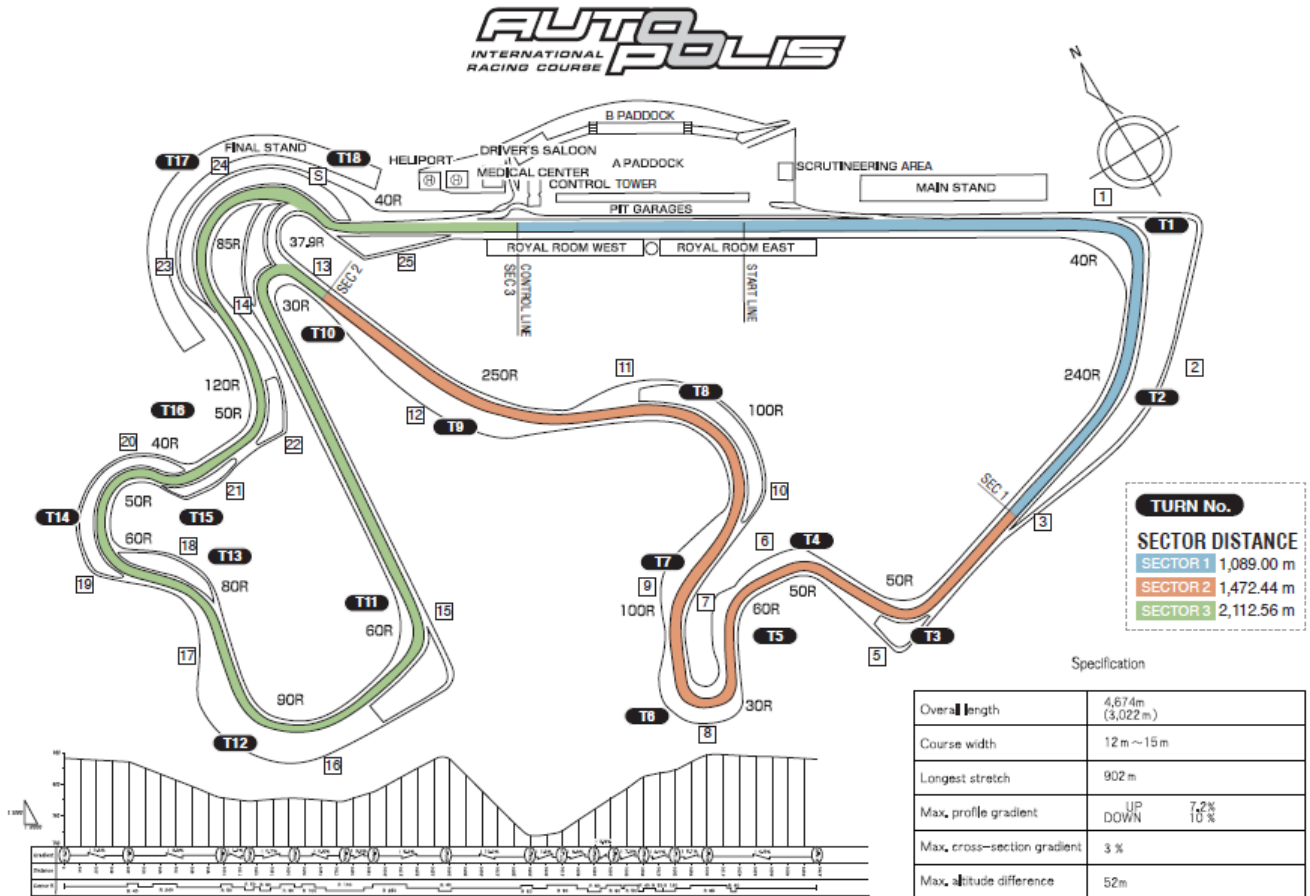 AUTOPOLIS
INTERNATIONAL
RACING COURSE
N
B PADDOCK
FINAL STAND
T17
24
T18
S
HELIPORT
H
H
DRIVER'S SALOON
MEDICAL CENTER
A PADDOCK
CONTROL TOWER
PIT GARAGES
SCRUTINEERING AREA
MAIN STAND
1
T1
40R
85R
37.9R
13
25
ROYAL ROOM WEST
ROYAL ROOM EAST
40R
23
14
30R
T10
SEC 2
CONTROL LINE
SEC 3
START LINE
250R
11
T8
100R
240R
2
T2
120R
50R
T16
12
T9
20
40R
22
21
10
SEC 1
3
50R
T14
T15
60R
18
T13
80R
19
6
T4
T7
9
100R
7
60R
50R
50R
T5
T3
5
T11
60R
15
17
90R
T12
16
T6
30R
8
TURN No.
SECTOR DISTANCE
SECTOR 1 1,089.00 m
SECTOR 2 1,472.44 m
SECTOR 3 2,112.56 m
Specification
Overall length 4,674m
(3,022m)
Course width 12m~15m
Longest stretch 902m
Max. profile gradient UP 7.2%
DOWN 10%
Max. cross-section gradient 3%
Max. altitude difference 52m
Gradient
Distance